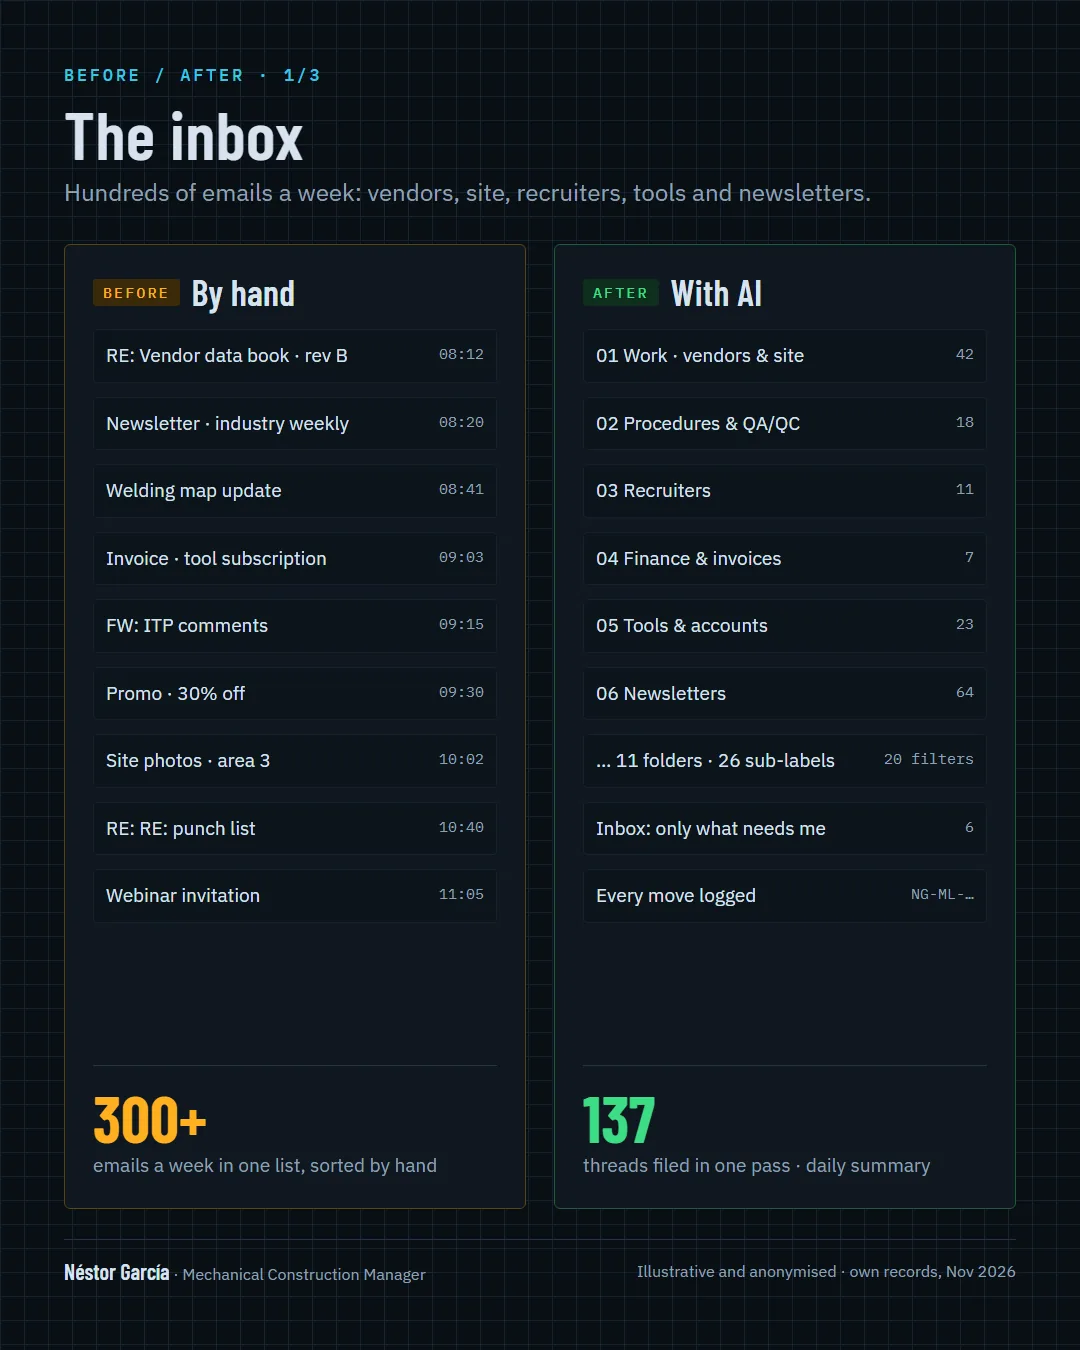 BEFORE / AFTER · 1/3
The inbox
Hundreds of emails a week: vendors, site, recruiters, tools and newsletters.
BEFORE By hand
RE: Vendor data book · rev B 08:12
Newsletter · industry weekly 08:20
Welding map update 08:41
Invoice · tool subscription 09:03
FW: ITP comments 09:15
Promo · 30% off 09:30
Site photos · area 3 10:02
RE: RE: punch list 10:40
Webinar invitation 11:05
300+
emails a week in one list, sorted by hand
AFTER With AI
01 Work · vendors & site 42
02 Procedures & QA/QC 18
03 Recruiters 11
04 Finance & invoices 7
05 Tools & accounts 23
06 Newsletters 64
... 11 folders · 26 sub-labels 20 filters
Inbox: only what needs me 6
Every move logged NG-ML-…
137
threads filed in one pass · daily summary
Néstor García · Mechanical Construction Manager
Illustrative and anonymised · own records, Nov 2026